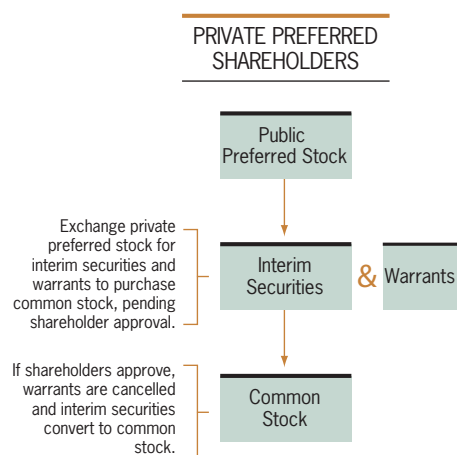 PRIVATE PREFERRED
SHAREHOLDERS
Public
Preferred Stock
Exchange private
preferred stock for
interim securities and
warrants to purchase
common stock, pending
shareholder approval.
Interim
Securities
&
Warrants
If shareholders approve,
warrants are cancelled
and interim securities
convert to common
stock.
Common
Stock